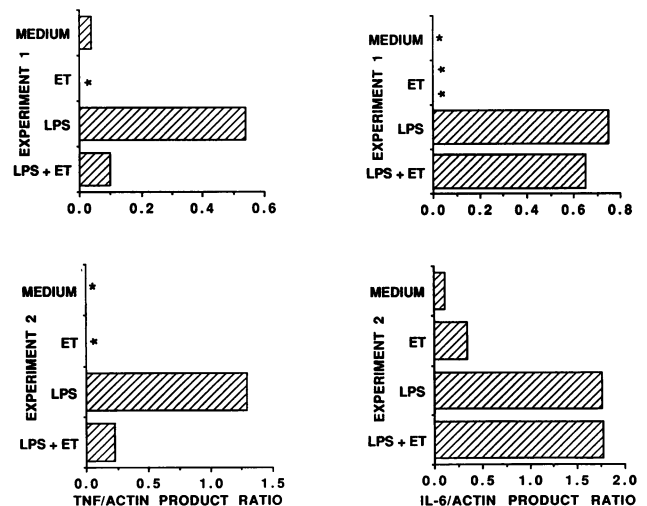 EXPERIMENT 1
MEDIUM
*
ET
*
LPS
LPS + ET
0.0 0.2 0.4 0.6
EXPERIMENT 1
MEDIUM
*
ET
*
*
LPS
LPS + ET
0.0 0.2 0.4 0.6 0.8
EXPERIMENT 2
MEDIUM
*
ET
*
LPS
LPS + ET
0.0 0.5 1.0 1.5
TNF/ACTIN PRODUCT RATIO
EXPERIMENT 2
MEDIUM
ET
LPS
LPS + ET
0.0 0.5 1.0 1.5 2.0
IL-6/ACTIN PRODUCT RATIO